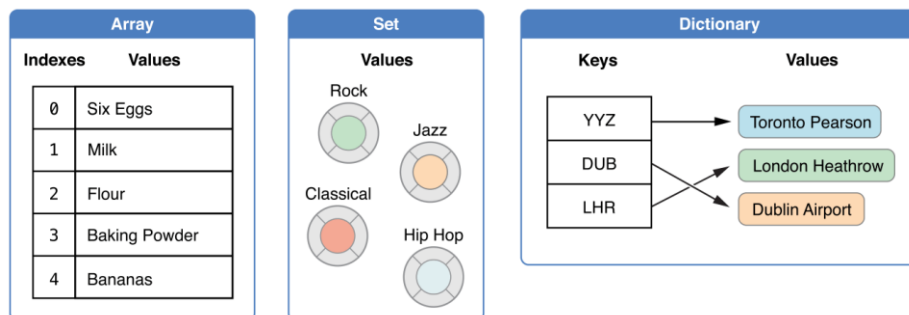 Array
Indexes Values
0 Six Eggs
1 Milk
2 Flour
3 Baking Powder
4 Bananas
Set
Values
Rock
Jazz
Classical
Hip Hop
Dictionary
Keys Values
YYZ Toronto Pearson
DUB London Heathrow
LHR Dublin Airport